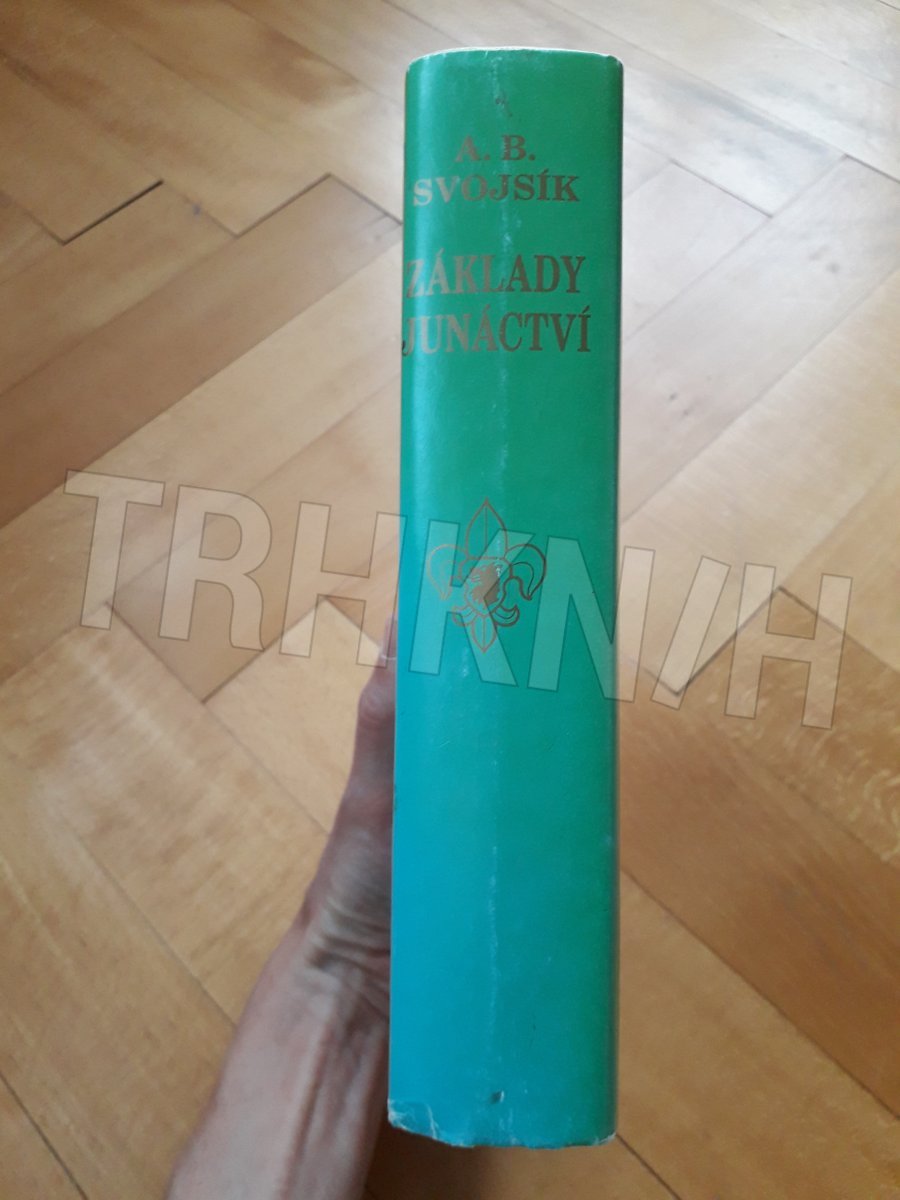 A. B.
SVOJSÍK
ZÁKLADY
JUNÁCTVÍ
TRHKNIH